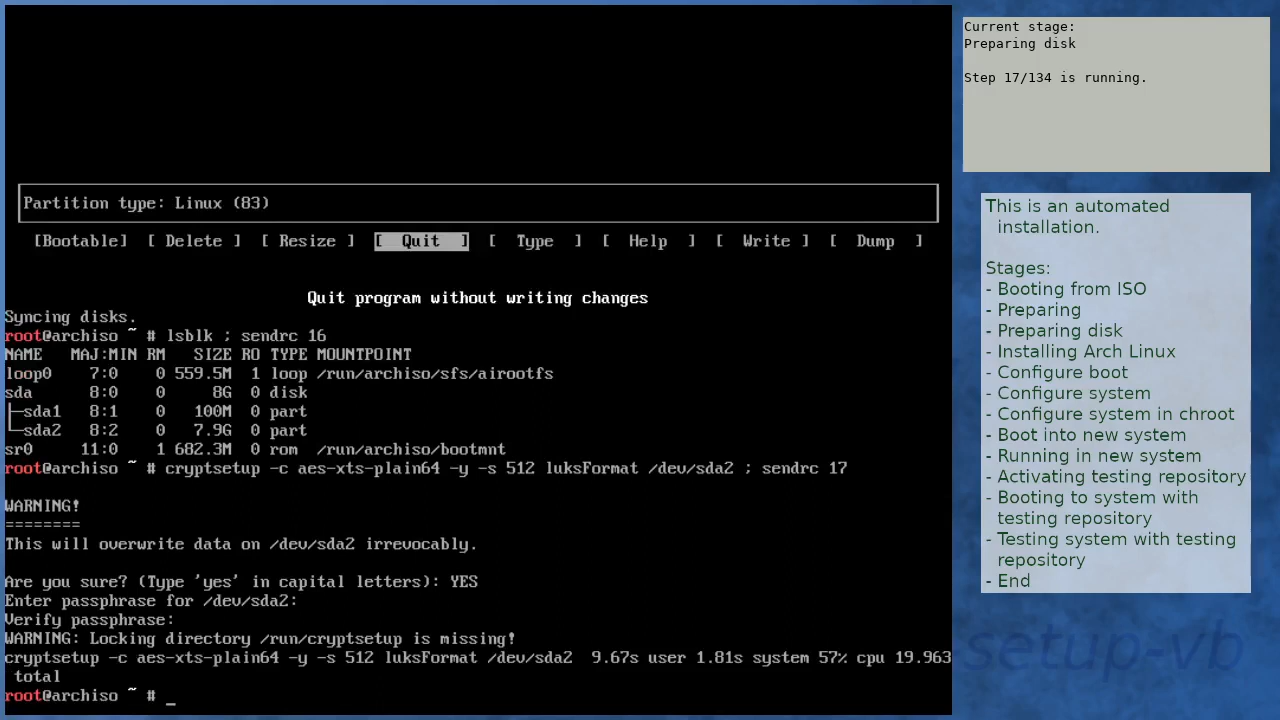 Partition type: Linux (83)
[Bootable] [ Delete ] [ Resize ] [ Quit ] [ Type ] [ Help ] [ Write ] [ Dump ]
Quit program without writing changes
Syncing disks.
root@archiso ~ # lsblk ; sendrc 16
NAME   MAJ:MIN RM   SIZE RO TYPE MOUNTPOINT
loop0    7:0    0 559.5M  1 loop /run/archiso/sfs/airootfs
sda      8:0    0     8G  0 disk
├─sda1   8:1    0   100M  0 part
└─sda2   8:2    0   7.9G  0 part
sr0     11:0    1 682.3M  0 rom  /run/archiso/bootmnt
root@archiso ~ # cryptsetup -c aes-xts-plain64 -y -s 512 luksFormat /dev/sda2 ; sendrc 17
WARNING!
========
This will overwrite data on /dev/sda2 irrevocably.
Are you sure? (Type 'yes' in capital letters): YES
Enter passphrase for /dev/sda2:
Verify passphrase:
WARNING: Locking directory /run/cryptsetup is missing!
cryptsetup -c aes-xts-plain64 -y -s 512 luksFormat /dev/sda2  9.67s user 1.81s system 57% cpu 19.963
total
root@archiso ~ # _
Current stage:
Preparing disk
Step 17/134 is running.
This is an automated
installation.
Stages:
- Booting from ISO
- Preparing
- Preparing disk
- Installing Arch Linux
- Configure boot
- Configure system
- Configure system in chroot
- Boot into new system
- Running in new system
- Activating testing repository
- Booting to system with
testing repository
- Testing system with testing
repository
- End
setup-vb